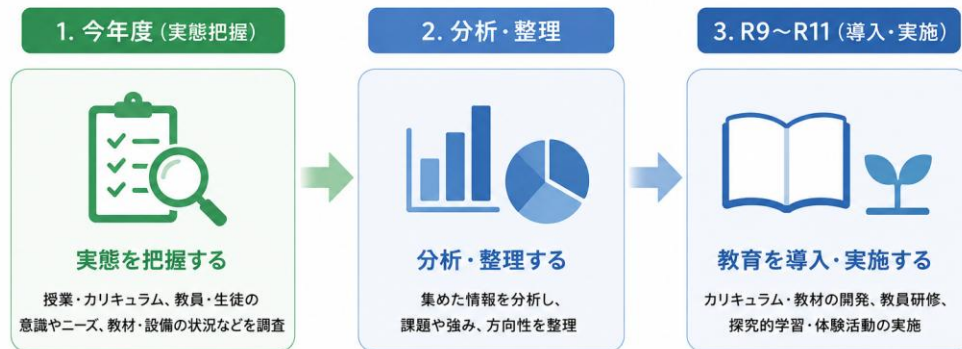 1. 今年度(実態把握)
実態を把握する
授業・カリキュラム、教員・生徒の
意識やニーズ、教材・設備の状況などを調査
2. 分析・整理
分析・整理する
集めた情報を分析し、
課題や強み、方向性を整理
3. R9～R11(導入・実施)
教育を導入・実施する
カリキュラム・教材の開発、教員研修、
探究的学習・体験活動の実施